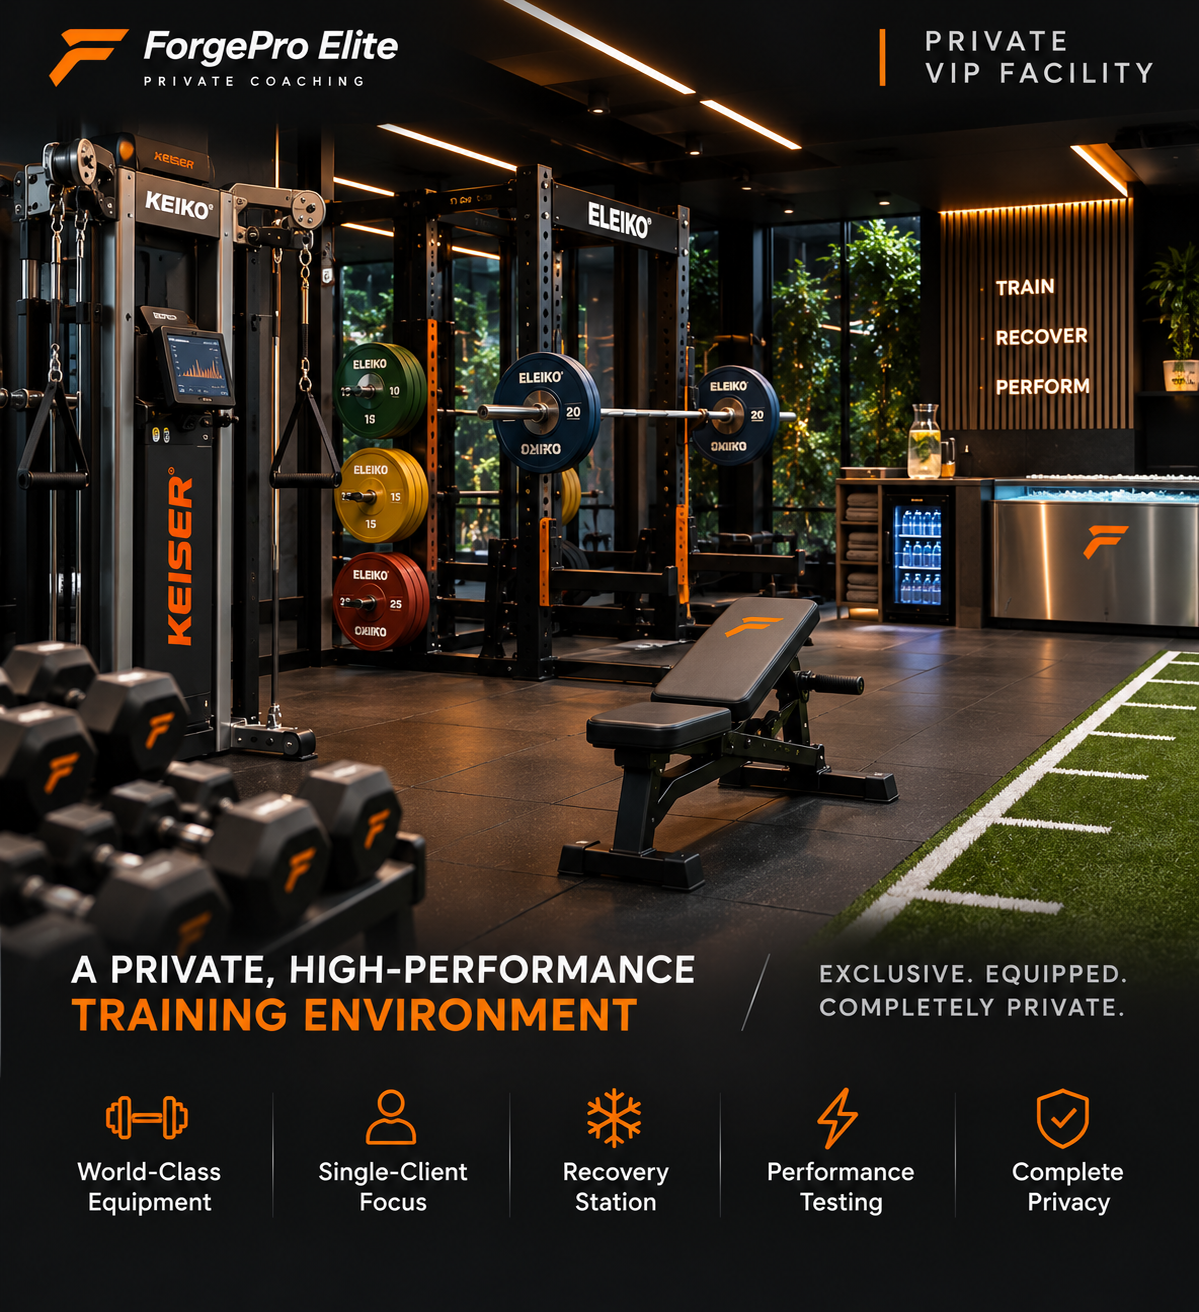 ForgePro Elite
PRIVATE COACHING
PRIVATE
VIP FACILITY
KEISER
KEIKO®
ELEIKO®
TRAIN
RECOVER
PERFORM
ELEIKO
10
15
ELEIKO
20
ELEIKO
20
ELEIKO
15
15
KEISER®
ELEIKO
25
A PRIVATE, HIGH-PERFORMANCE
TRAINING ENVIRONMENT
EXCLUSIVE. EQUIPPED.
COMPLETELY PRIVATE.
World-Class
Equipment
Single-Client
Focus
Recovery
Station
Performance
Testing
Complete
Privacy